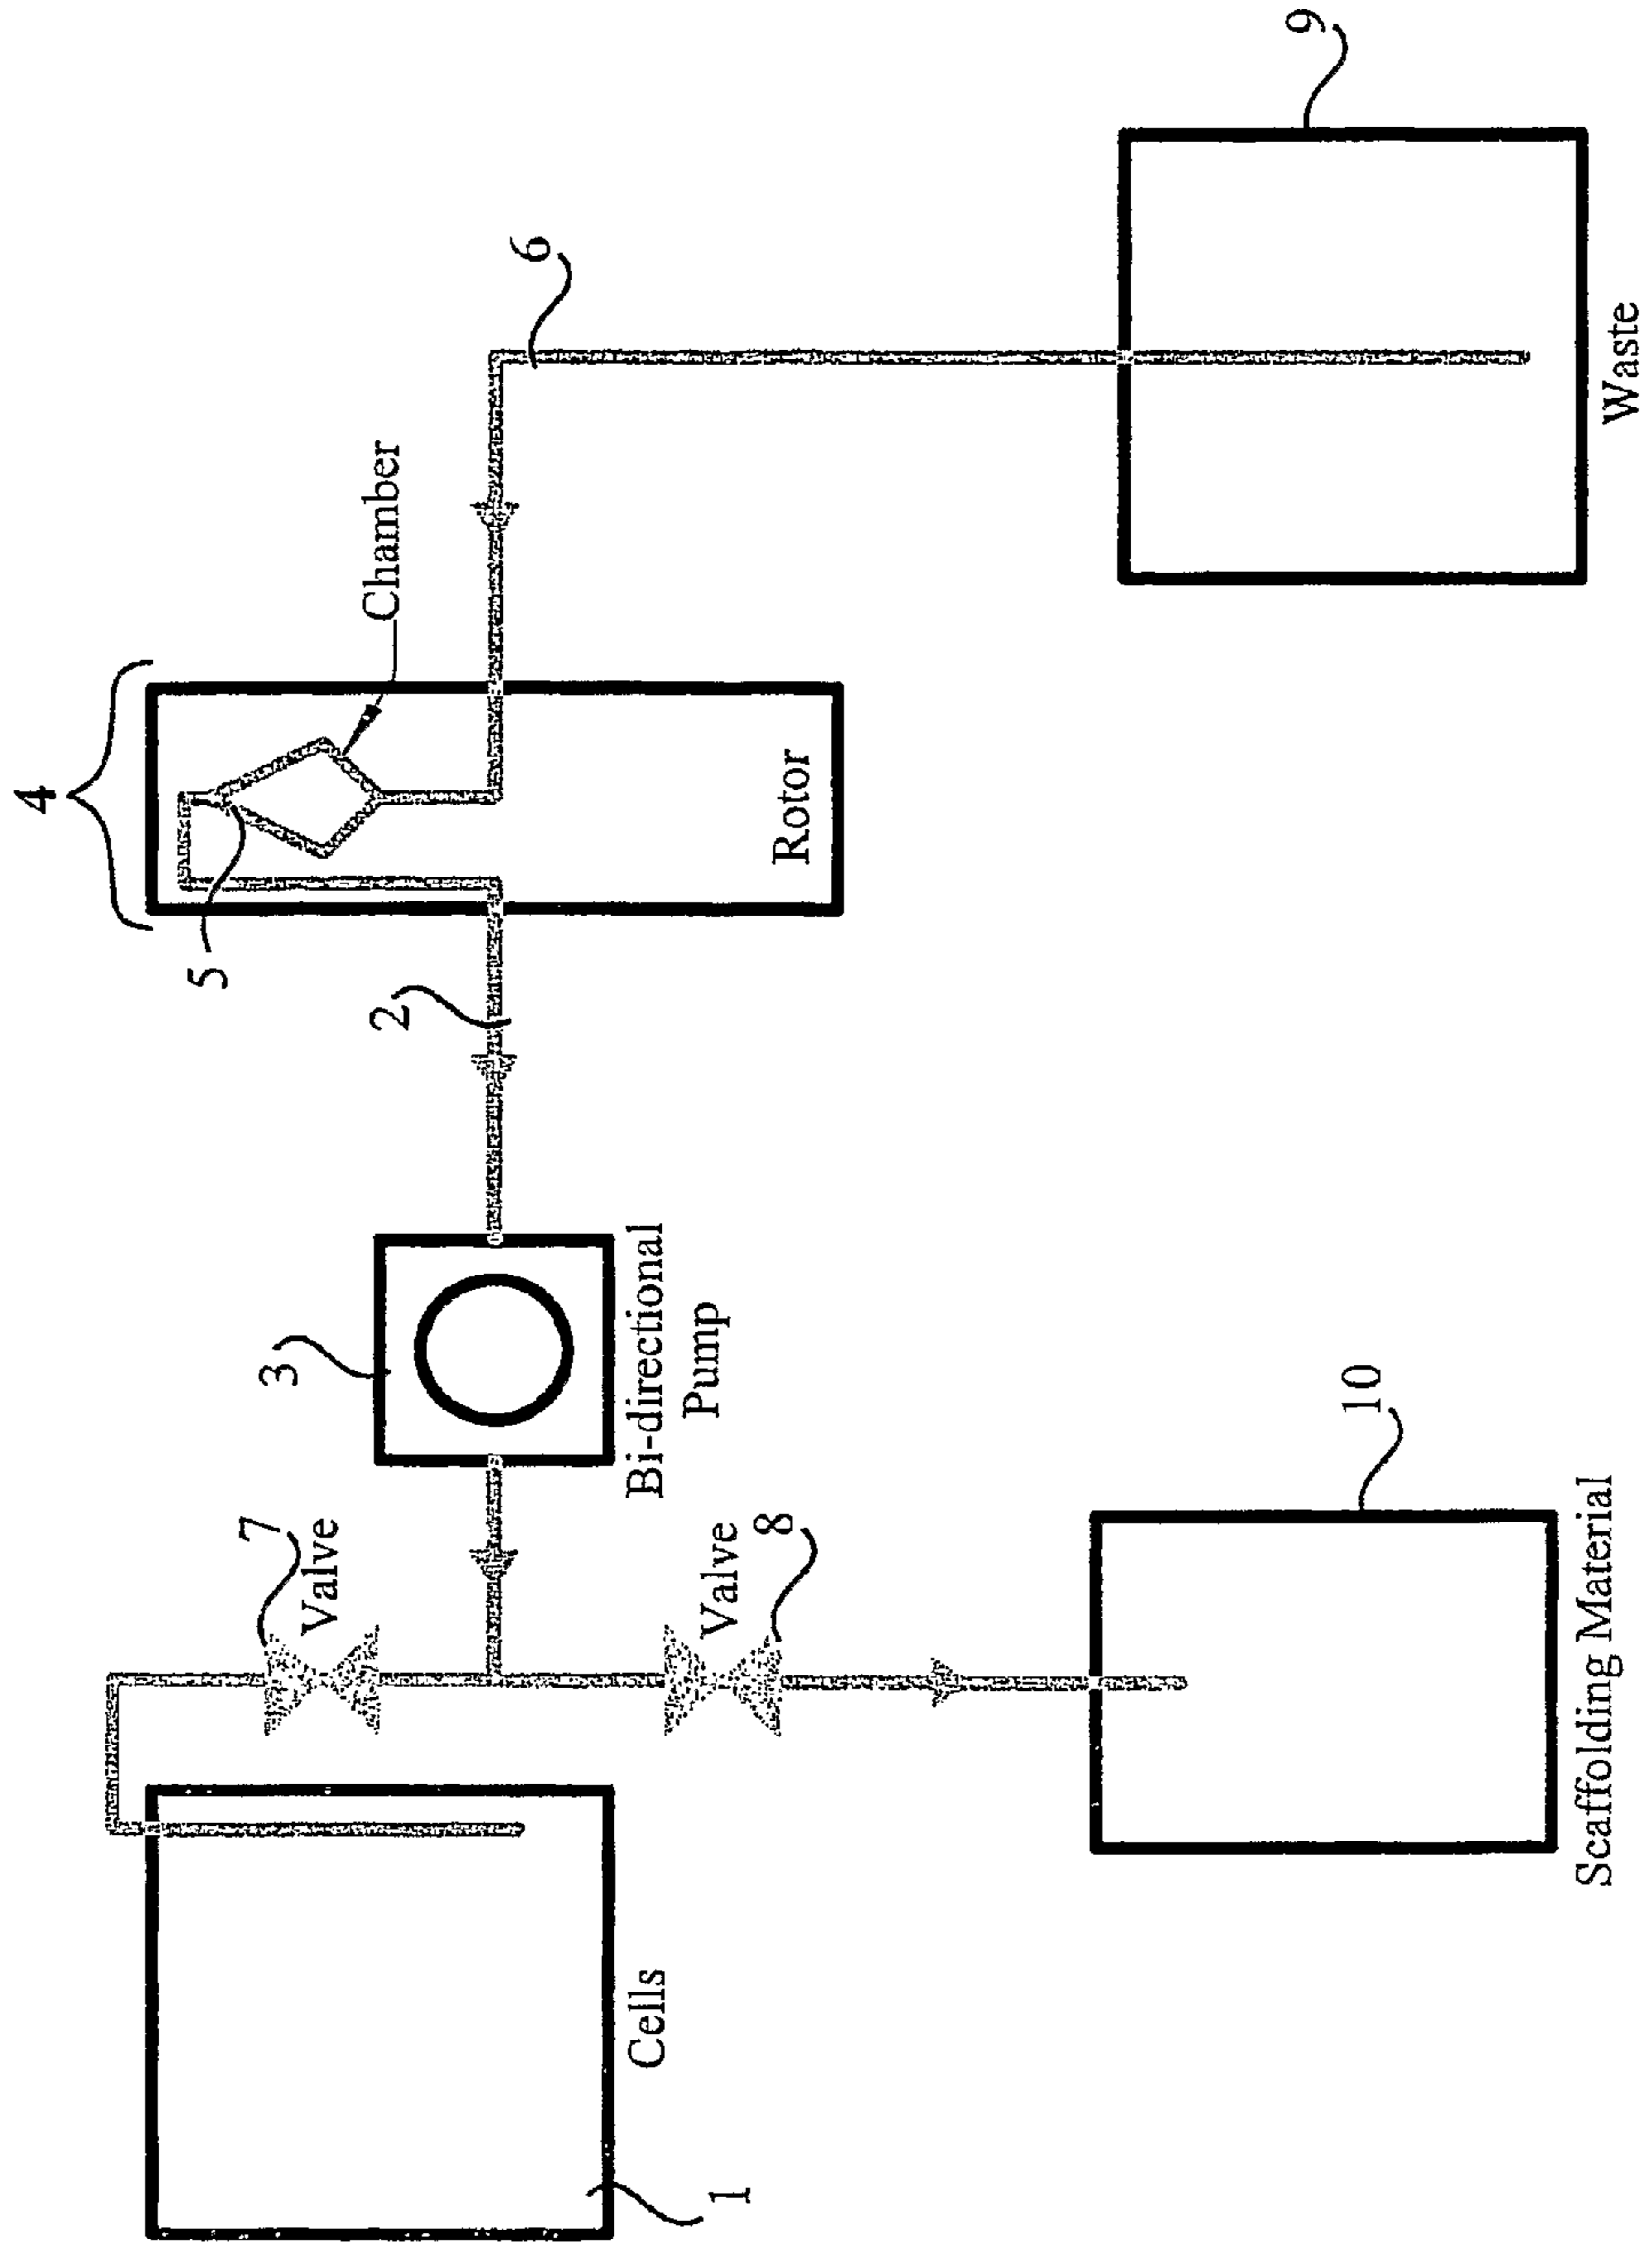 4
Chamber
6
9
5
2
Rotor
Waste
3
Bi-directional
Pump
7
Valve
Valve
8
10
Cells
1
Scaffolding Material